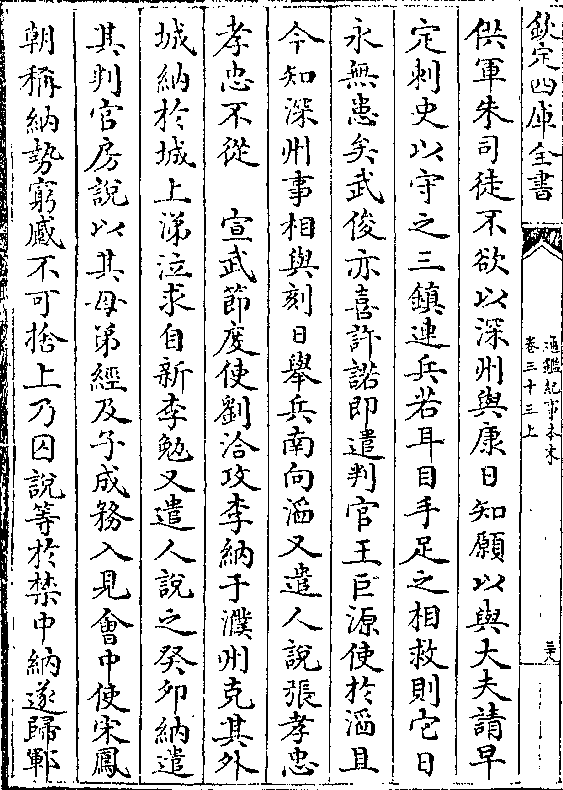 欽定四庫全書
通鑑紀事本末
卷三十三上
供軍朱司徒不欲以深州與康日知願以與大夫請早
定刺史以守之三鎮連兵若耳目手足之相救則它日
永無患矣武俊亦喜許諾即遣判官王巨源使於滔且
令知深州事相與刻日舉兵南向滔又遣人說張孝忠
孝忠不從　宣武節度使劉洽攻李納于濮州克其外
城納於城上涕泣求自新李勉又遣人說之癸卯納遣
其判官房說以其母弟經及子成務入見會中使宋鳳
朝稱納勢窮蹙不可捨上乃囚說等於禁中納遂歸鄆